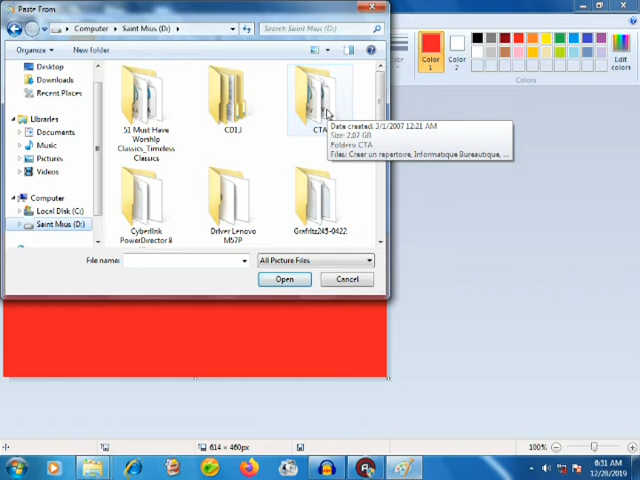 Paste From
Computer
Saint Mius (D:)
Search Saint Mius (D:)
Organize
New folder
Desktop
Downloads
Recent Places
Libraries
Documents
Music
Pictures
Videos
Computer
Local Disk (C:)
Saint Mius (D:)
51 Must Have
Worship
Classics_Timeless
Classics
CD13
CTA
Date created: 3/1/2007 12:21 AM
Size: 2.07 GB
Folders: CTA
Files: Creer un repertoire, Informatique Bureautique, ...
Cyberlink
PowerDirector 8
Driver Lenovo
M57P
Grafritz245-0422
File name:
All Picture Files
Open
Cancel
Color
1
Color
2
Edit
colors
Colors
614 × 460px
100%
6:31 AM
12/28/2019